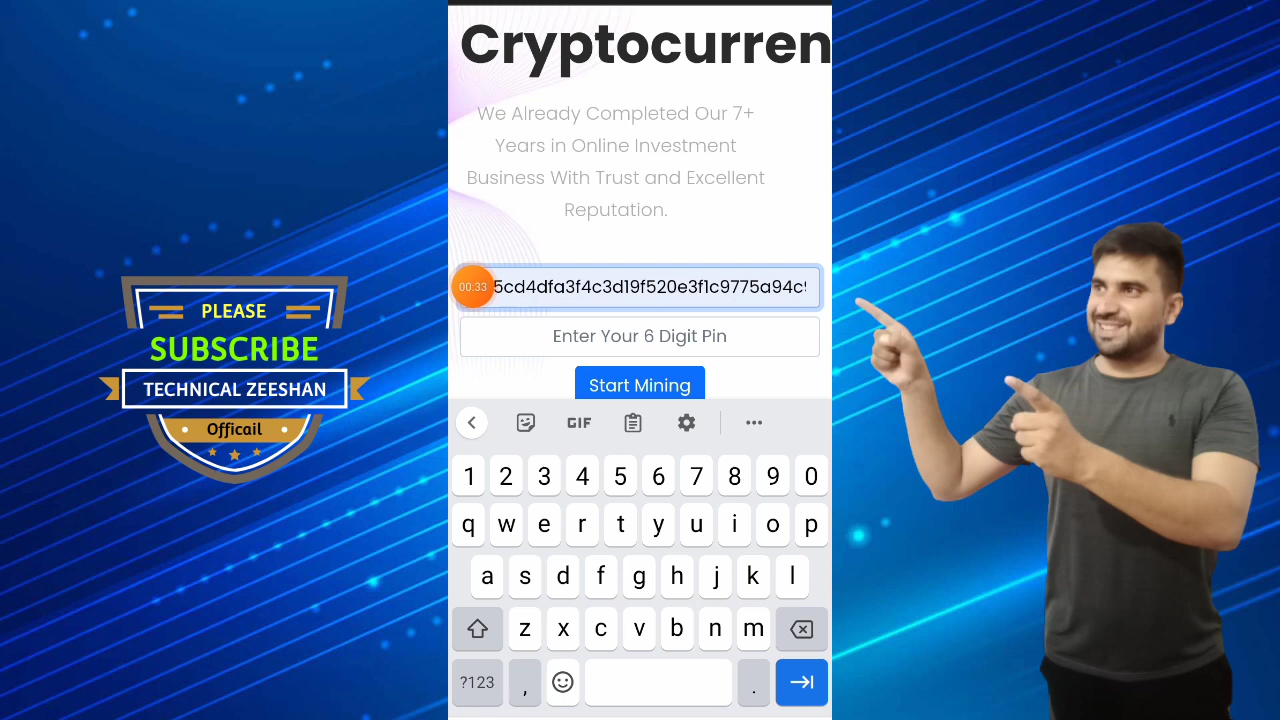 PLEASE
SUBSCRIBE
TECHNICAL ZEESHAN
Officail
Cryptocurren
We Already Completed Our 7+
Years in Online Investment
Business With Trust and Excellent
Reputation.
00:33
5cd4dfa3f4c3d19f520e3f1c9775a94c
Enter Your 6 Digit Pin
Start Mining
GIF
1 2 3 4 5 6 7 8 9 0
q w e r t y u i o p
a s d f g h j k l
z x c v b n m
?123 , .